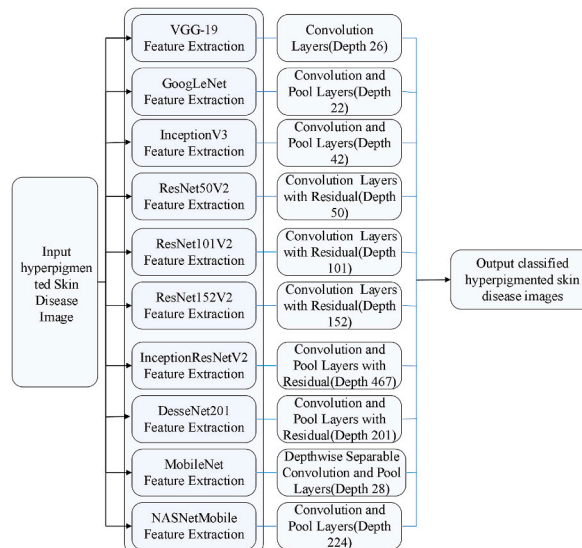 Input
hyperpigmen
ted Skin
Disease
Image
VGG-19
Feature Extraction
Convolution
Layers(Depth 26)
GoogLeNet
Feature Extraction
Convolution and
Pool Layers(Depth
22)
InceptionV3
Feature Extraction
Convolution and
Pool Layers(Depth
42)
ResNet50V2
Feature Extraction
Convolution Layers
with Residual(Depth
50)
ResNet101V2
Feature Extraction
Convolution Layers
with Residual(Depth
101)
ResNet152V2
Feature Extraction
Convolution Layers
with Residual(Depth
152)
InceptionResNetV2
Feature Extraction
Convolution and
Pool Layers with
Residual(Depth 467)
DesseNet201
Feature Extraction
Convolution and
Pool Layers with
Residual(Depth 201)
MobileNet
Feature Extraction
Depthwise Separable
Convolution and Pool
Layers(Depth 28)
NASNetMobile
Feature Extraction
Convolution and
Pool Layers(Depth
224)
Output classified
hyperpigmented skin
disease images